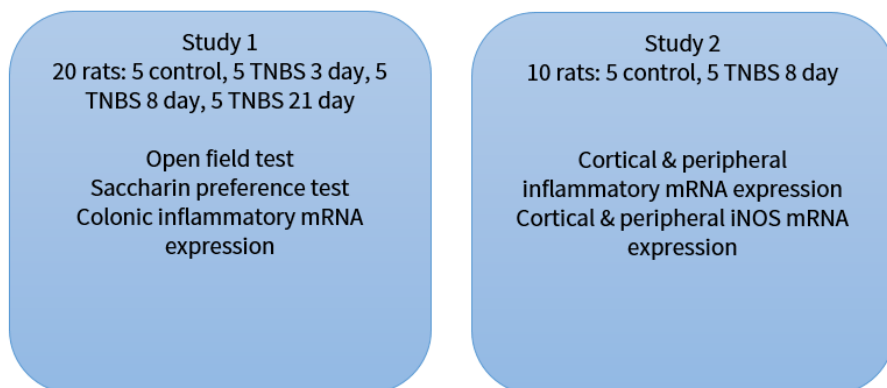 Study 1
20 rats: 5 control, 5 TNBS 3 day, 5
TNBS 8 day, 5 TNBS 21 day
Open field test
Saccharin preference test
Colonic inflammatory mRNA
expression
Study 2
10 rats: 5 control, 5 TNBS 8 day
Cortical & peripheral
inflammatory mRNA expression
Cortical & peripheral iNOS mRNA
expression